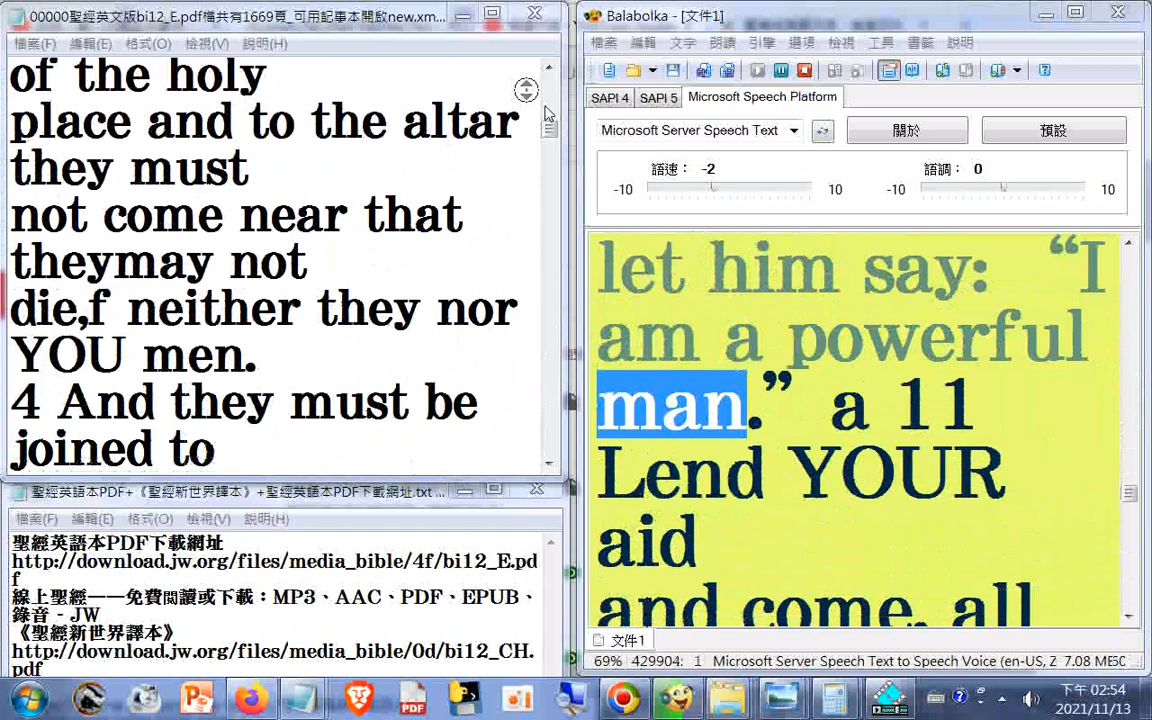 00000聖經英文版bi12_E.pdf檔共有1669頁_可用記事本開啟new.xm...
檔案(F) 編輯(E) 格式(O) 檢視(V) 說明(H)
of the holy
place and to the altar
they must
not come near that
theymay not
die,f neither they nor
YOU men.
4 And they must be
joined to
聖經英語本PDF+《聖經新世界譯本》+聖經英語本PDF下載網址.txt ...
檔案(F) 編輯(E) 格式(O) 檢視(V) 說明(H)
聖經英語本PDF下載網址
http://download.jw.org/files/media_bible/4f/bi12_E.pd
f
線上聖經——免費閱讀或下載：MP3、AAC、PDF、EPUB、
錄音 - JW
《聖經新世界譯本》
http://download.jw.org/files/media_bible/0d/bi12_CH.
pdf
Balabolka - [文件1]
檔案 編輯 文字 朗讀 引擎 選項 檢視 工具 書籤 說明
SAPI 4 SAPI 5 Microsoft Speech Platform
Microsoft Server Speech Text 關於 預設
語速： -2 語調： 0
-10 10 -10 10
let him say: “I
am a powerful
man.” a 11
Lend YOUR
aid
and come, all
文件1
69% 429904: 1 Microsoft Server Speech Text to Speech Voice (en-US, Z 7.08 MB
下午 02:54
2021/11/13